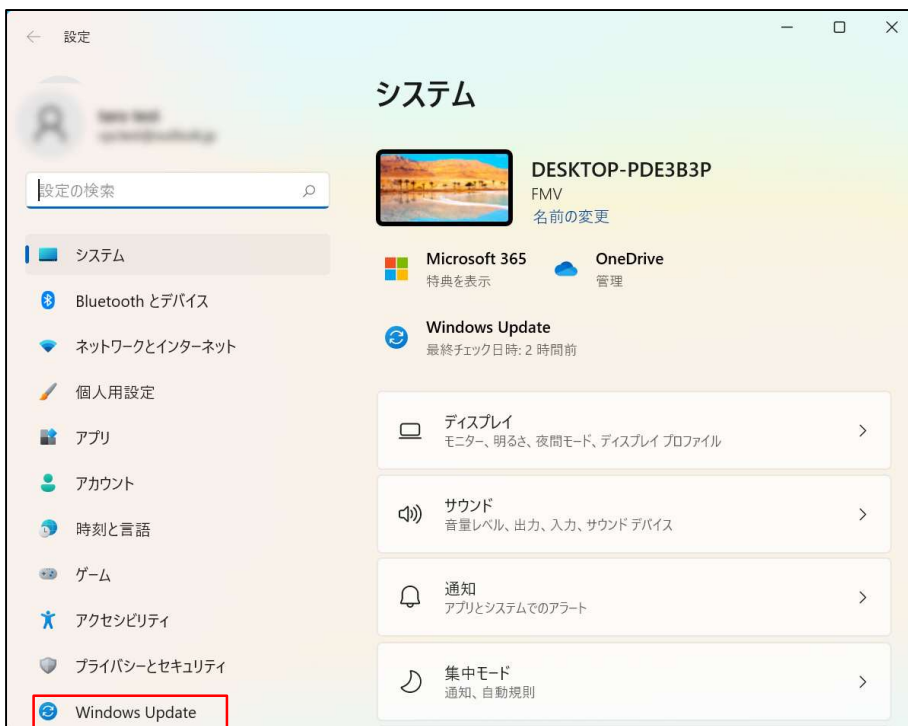 設定
設定の検索
システム
Bluetooth とデバイス
ネットワークとインターネット
個人用設定
アプリ
アカウント
時刻と言語
ゲーム
アクセシビリティ
プライバシーとセキュリティ
Windows Update
システム
DESKTOP-PDE3B3P
FMV
名前の変更
Microsoft 365
特典を表示
OneDrive
管理
Windows Update
最終チェック日時: 2 時間前
ディスプレイ
モニター、明るさ、夜間モード、ディスプレイ プロファイル
サウンド
音量レベル、出力、入力、サウンド デバイス
通知
アプリとシステムでのアラート
集中モード
通知、自動規則